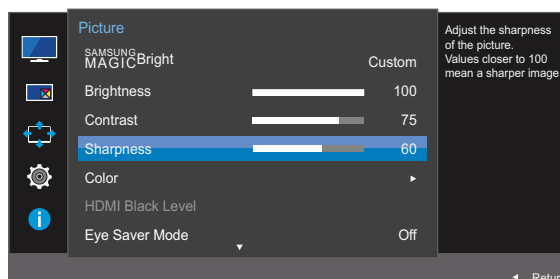 Picture
SAMSUNG
MAGICBright Custom
Brightness 100
Contrast 75
Sharpness 60
Color
HDMI Black Level
Eye Saver Mode Off
Adjust the sharpness
of the picture.
Values closer to 100
mean a sharper image